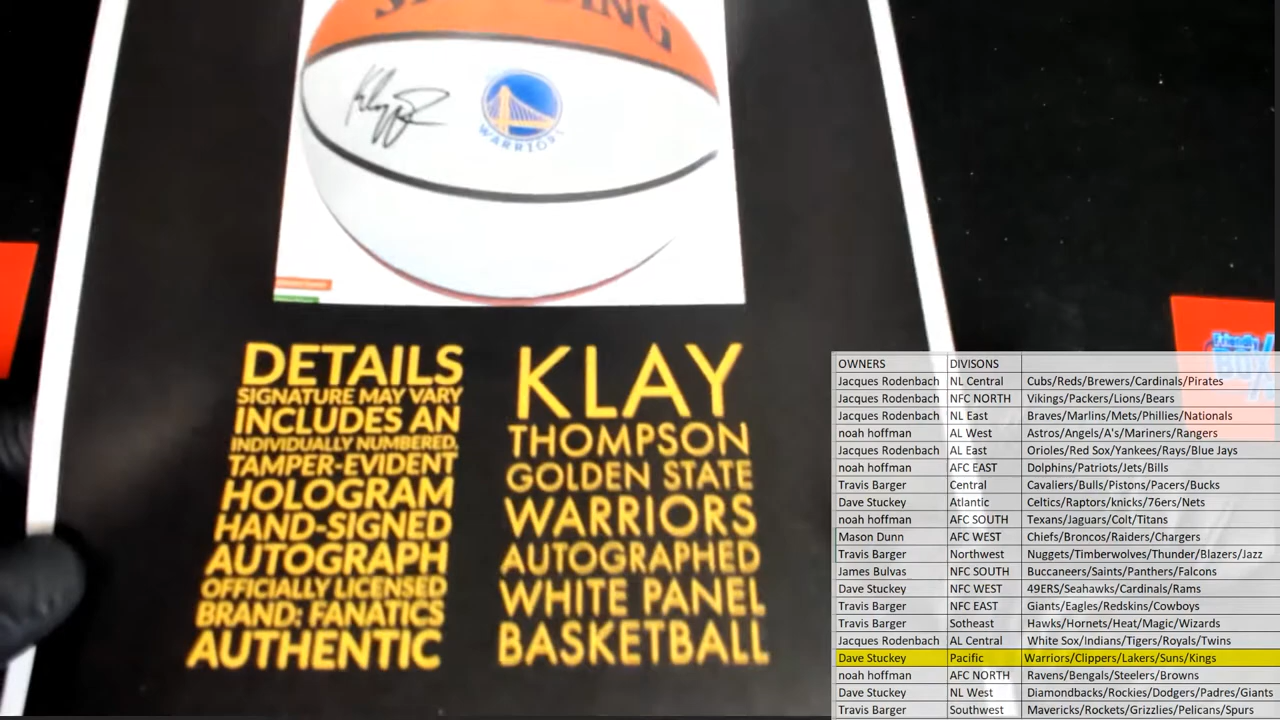 WARRIORS
DETAILS
SIGNATURE MAY VARY
INCLUDES AN
INDIVIDUALLY NUMBERED,
TAMPER-EVIDENT
HOLOGRAM
HAND-SIGNED
AUTOGRAPH
OFFICIALLY LICENSED
BRAND: FANATICS
AUTHENTIC
KLAY
THOMPSON
GOLDEN STATE
WARRIORS
AUTOGRAPHED
WHITE PANEL
BASKETBALL
OWNERS DIVISONS
Jacques Rodenbach NL Central Cubs/Reds/Brewers/Cardinals/Pirates
Jacques Rodenbach NFC NORTH Vikings/Packers/Lions/Bears
Jacques Rodenbach NL East Braves/Marlins/Mets/Phillies/Nationals
noah hoffman AL West Astros/Angels/A's/Mariners/Rangers
Jacques Rodenbach AL East Orioles/Red Sox/Yankees/Rays/Blue Jays
noah hoffman AFC EAST Dolphins/Patriots/Jets/Bills
Travis Barger Central Cavaliers/Bulls/Pistons/Pacers/Bucks
Dave Stuckey Atlantic Celtics/Raptors/knicks/76ers/Nets
noah hoffman AFC SOUTH Texans/Jaguars/Colt/Titans
Mason Dunn AFC WEST Chiefs/Broncos/Raiders/Chargers
Travis Barger Northwest Nuggets/Timberwolves/Thunder/Blazers/Jazz
James Bulvas NFC SOUTH Buccaneers/Saints/Panthers/Falcons
Dave Stuckey NFC WEST 49ERS/Seahawks/Cardinals/Rams
Travis Barger NFC EAST Giants/Eagles/Redskins/Cowboys
Travis Barger Sotheast Hawks/Hornets/Heat/Magic/Wizards
Jacques Rodenbach AL Central White Sox/Indians/Tigers/Royals/Twins
Dave Stuckey Pacific Warriors/Clippers/Lakers/Suns/Kings
noah hoffman AFC NORTH Ravens/Bengals/Steelers/Browns
Dave Stuckey NL West Diamondbacks/Rockies/Dodgers/Padres/Giants
Travis Barger Southwest Mavericks/Rockets/Grizzlies/Pelicans/Spurs